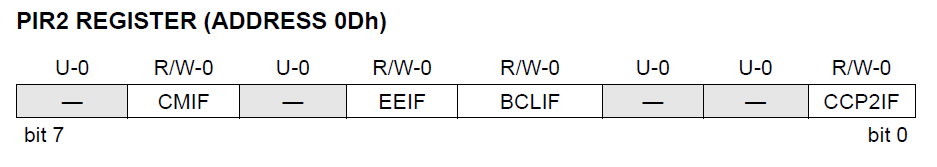 PIR2 REGISTER (ADDRESS 0Dh)
U-0 R/W-0 U-0 R/W-0 R/W-0 U-0 U-0 R/W-0
— CMIF — EEIF BCLIF — — CCP2IF
bit 7 bit 0